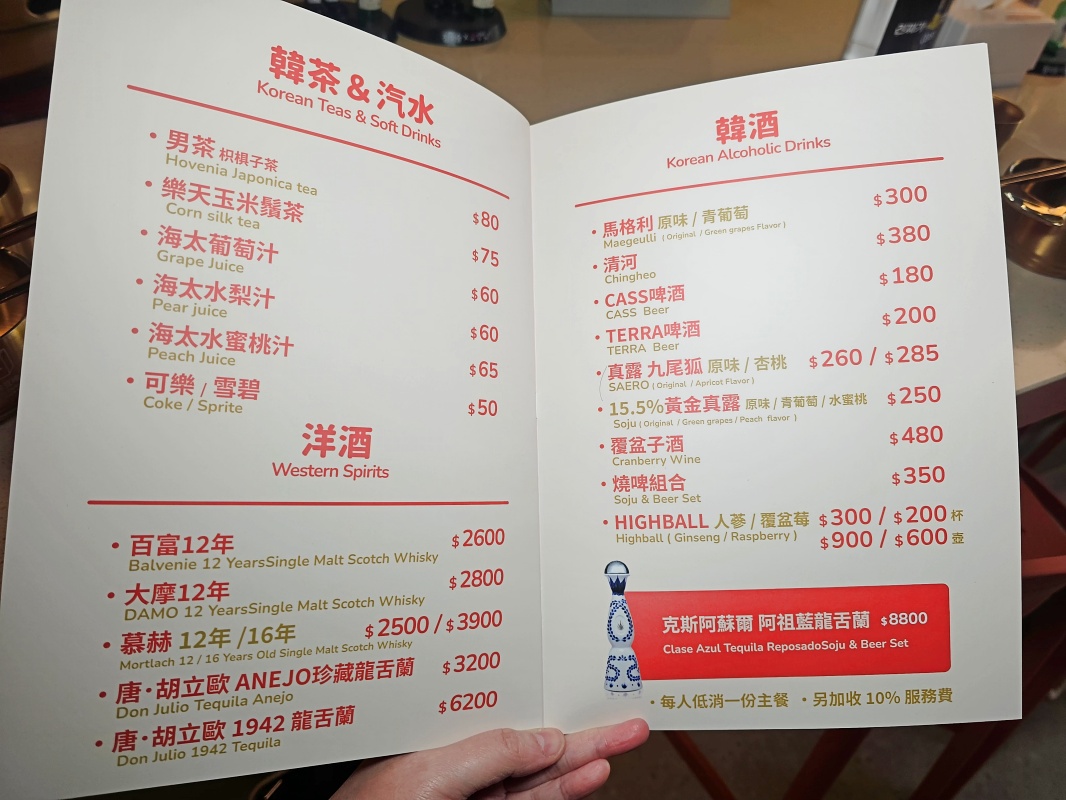 韓茶 & 汽水
Korean Teas & Soft Drinks
• 男茶 枳椇子茶 $80
Hovenia Japonica tea
• 樂天玉米鬚茶 $75
Corn silk tea
• 海太葡萄汁 $60
Grape Juice
• 海太水梨汁 $60
Pear juice
• 海太水蜜桃汁 $65
Peach Juice
• 可樂 / 雪碧 $50
Coke / Sprite
洋酒
Western Spirits
• 百富12年 $2600
Balvenie 12 YearsSingle Malt Scotch Whisky
• 大摩12年 $2800
DAMO 12 YearsSingle Malt Scotch Whisky
• 慕赫 12年 /16年 $2500 / $3900
Mortlach 12 / 16 Years Old Single Malt Scotch Whisky
• 唐·胡立歐 ANEJO珍藏龍舌蘭 $3200
Don Julio Tequila Anejo
• 唐·胡立歐 1942 龍舌蘭 $6200
Don Julio 1942 Tequila
韓酒
Korean Alcoholic Drinks
• 馬格利 原味 / 青葡萄 $300
Maegeulli ( Original / Green grapes Flavor )
• 清河 $380
Chingheo
• CASS啤酒 $180
CASS Beer
• TERRA啤酒 $200
TERRA Beer
• 真露 九尾狐 原味 / 杏桃 $260 / $285
SAERO ( Original / Apricot Flavor )
• 15.5%黃金真露 原味 / 青葡萄 / 水蜜桃 $250
Soju ( Original / Green grapes / Peach flavor )
• 覆盆子酒 $480
Cranberry Wine
• 燒啤組合 $350
Soju & Beer Set
• HIGHBALL 人蔘 / 覆盆莓 $300 / $200 杯
Highball ( Ginseng / Raspberry ) $900 / $600 壺
克斯阿蘇爾 阿祖藍龍舌蘭 $8800
Clase Azul Tequila ReposadoSoju & Beer Set
• 每人低消一份主餐 • 另加收 10% 服務費